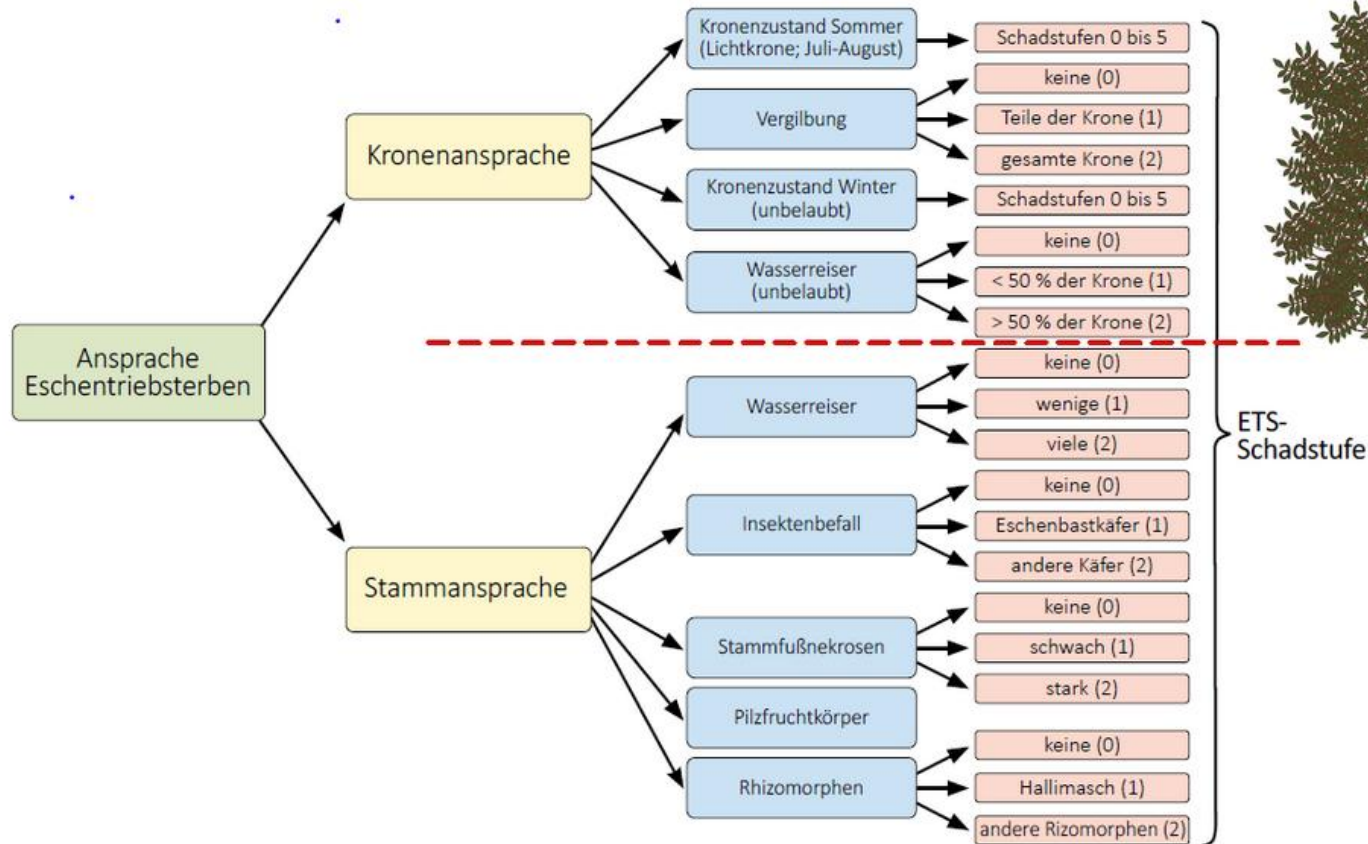 Ansprache
Eschentriebsterben
Kronenansprache
Kronenzustand Sommer
(Lichtkrone; Juli-August)
Schadstufen 0 bis 5
Vergilbung
keine (0)
Teile der Krone (1)
gesamte Krone (2)
Kronenzustand Winter
(unbelaubt)
Schadstufen 0 bis 5
Wasserreiser
(unbelaubt)
keine (0)
< 50 % der Krone (1)
> 50 % der Krone (2)
Stammansprache
Wasserreiser
keine (0)
wenige (1)
viele (2)
Insektenbefall
keine (0)
Eschenbastkäfer (1)
andere Käfer (2)
Stammfußnekrosen
keine (0)
schwach (1)
stark (2)
Pilzfruchtkörper
Rhizomorphen
keine (0)
Hallimasch (1)
andere Rizomorphen (2)
ETS-
Schadstufe